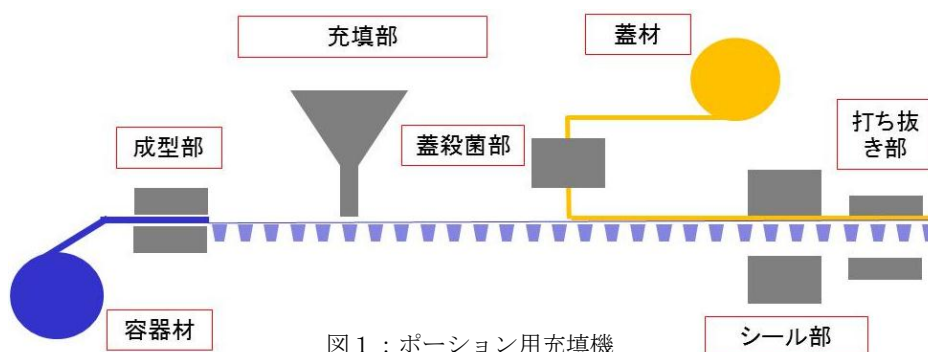 充填部
蓋材
成型部
蓋殺菌部
打ち抜
き部
容器材
シール部
図1：ポーション用充填機